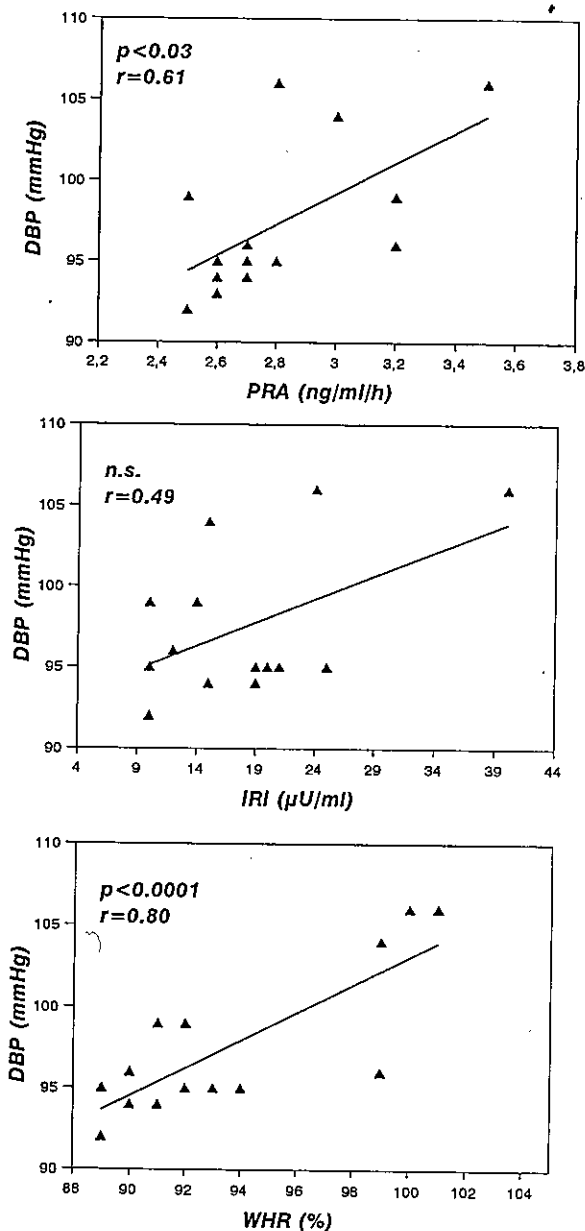 110
p<0.03
r=0.61
105
100
95
90
DBP (mmHg)
2,2 2,4 2,6 2,8 3 3,2 3,4 3,6 3,8
PRA (ng/ml/h)
110
n.s.
r=0.49
105
100
95
90
DBP (mmHg)
4 9 14 19 24 29 34 39 44
IRI (µU/ml)
110
p<0.0001
r=0.80
105
100
95
90
DBP (mmHg)
88 90 92 94 96 98 100 102 104
WHR (%)